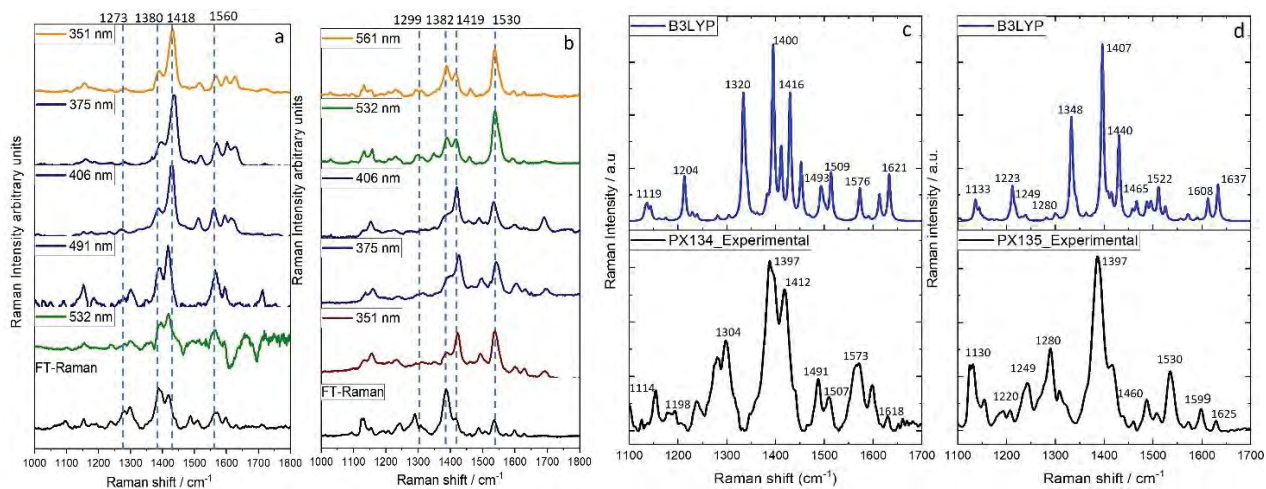 1273 1380 1418 1560
a
351 nm
375 nm
406 nm
491 nm
532 nm
FT-Raman
Raman Intensity arbitrary units
1000 1100 1200 1300 1400 1500 1600 1700 1800
Raman shift / cm-1
1299 1382 1419 1530
b
561 nm
532 nm
406 nm
375 nm
351 nm
FT-Raman
Raman Intensity arbitrary units
1000 1100 1200 1300 1400 1500 1600 1700 1800
Raman shift / cm-1
B3LYP
c
1400
1320
1416
1204
1119
1509
1493
1576
1621
PX134_Experimental
1397
1412
1304
1573
1491
1507
1114
1198
1618
Raman intensity / a.u
1100 1200 1300 1400 1500 1600 1700
Raman shift (cm-1)
B3LYP
d
1407
1348
1440
1223
1133
1249
1280
1465
1522
1608
1637
PX135_Experimental
1397
1280
1130
1249
1220
1460
1530
1599
1625
Raman intensity / a.u.
1100 1200 1300 1400 1500 1600 1700
Raman shift / cm-1